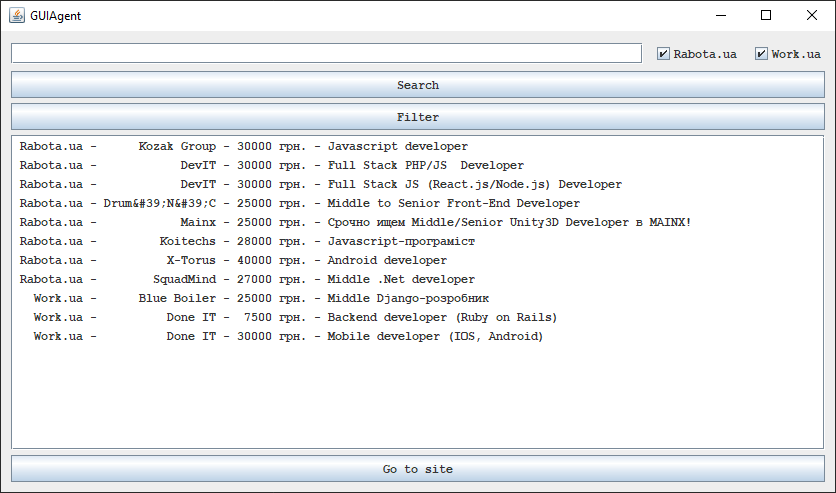 GUIAgent
Rabota.ua Work.ua
Search
Filter
Rabota.ua - Kozak Group - 30000 грн. - Javascript developer
Rabota.ua - DevIT - 30000 грн. - Full Stack PHP/JS  Developer
Rabota.ua - DevIT - 30000 грн. - Full Stack JS (React.js/Node.js) Developer
Rabota.ua - Drum&#39;N&#39;C - 25000 грн. - Middle to Senior Front-End Developer
Rabota.ua - Mainx - 25000 грн. - Срочно ищем Middle/Senior Unity3D Developer в MAINX!
Rabota.ua - Koitechs - 28000 грн. - Javascript-програміст
Rabota.ua - X-Torus - 40000 грн. - Android developer
Rabota.ua - SquadMind - 27000 грн. - Middle .Net developer
Work.ua - Blue Boiler - 25000 грн. - Middle Django-розробник
Work.ua - Done IT - 7500 грн. - Backend developer (Ruby on Rails)
Work.ua - Done IT - 30000 грн. - Mobile developer (IOS, Android)
Go to site